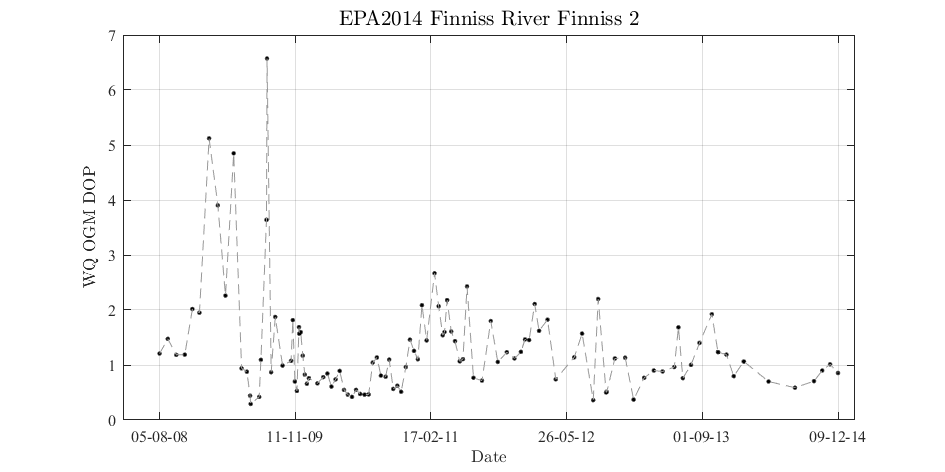 EPA2014 Finniss River Finniss 2
7
6
5
4
3
2
1
0
WQ OGM DOP
05-08-08 11-11-09 17-02-11 26-05-12 01-09-13 09-12-14
Date